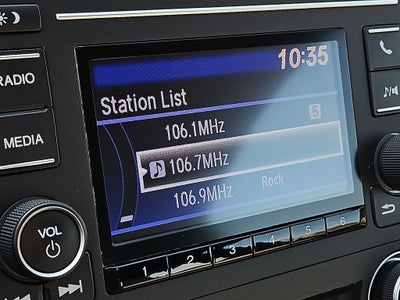 10:35
RADIO
Station List
106.1MHz 5
MEDIA
106.7MHz
106.9MHz Rock
VOL
1 2 3 4 5 6